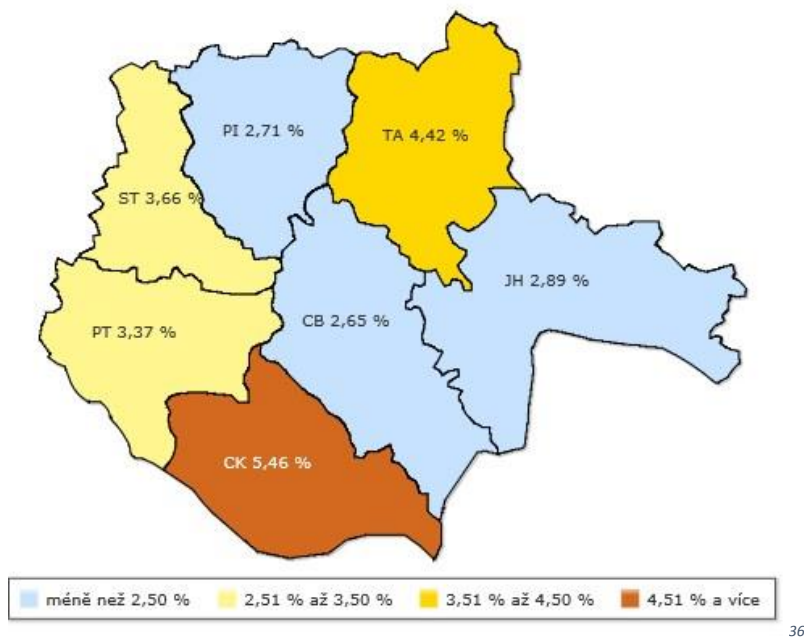 PI 2,71 %
TA 4,42 %
ST 3,66 %
JH 2,89 %
CB 2,65 %
PT 3,37 %
CK 5,46 %
méně než 2,50 % 2,51 % až 3,50 % 3,51 % až 4,50 % 4,51 % a více
36